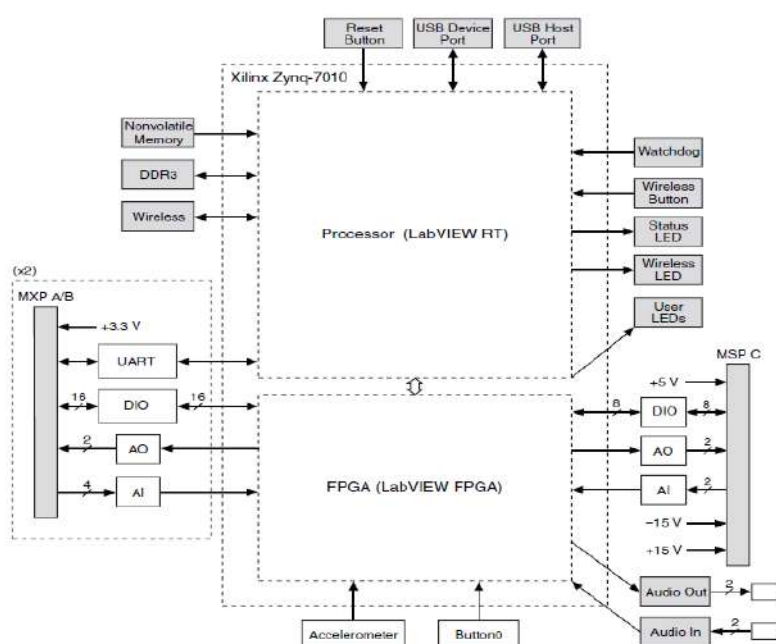 Reset
Button
USB Device
Port
USB Host
Port
Xilinx Zynq-7010
Nonvolatile
Memory
DDR3
Wireless
Processor (LabVIEW RT)
Watchdog
Wireless
Button
Status
LED
Wireless
LED
User
LEDs
(x2)
MXP A/B
+3.3 V
UART
16
DIO
16
2
AO
4
AI
FPGA (LabVIEW FPGA)
MSP C
+5 V
8
DIO
8
AO
2
AI
2
−15 V
+15 V
Audio Out
2
Audio In
2
Accelerometer
Button0